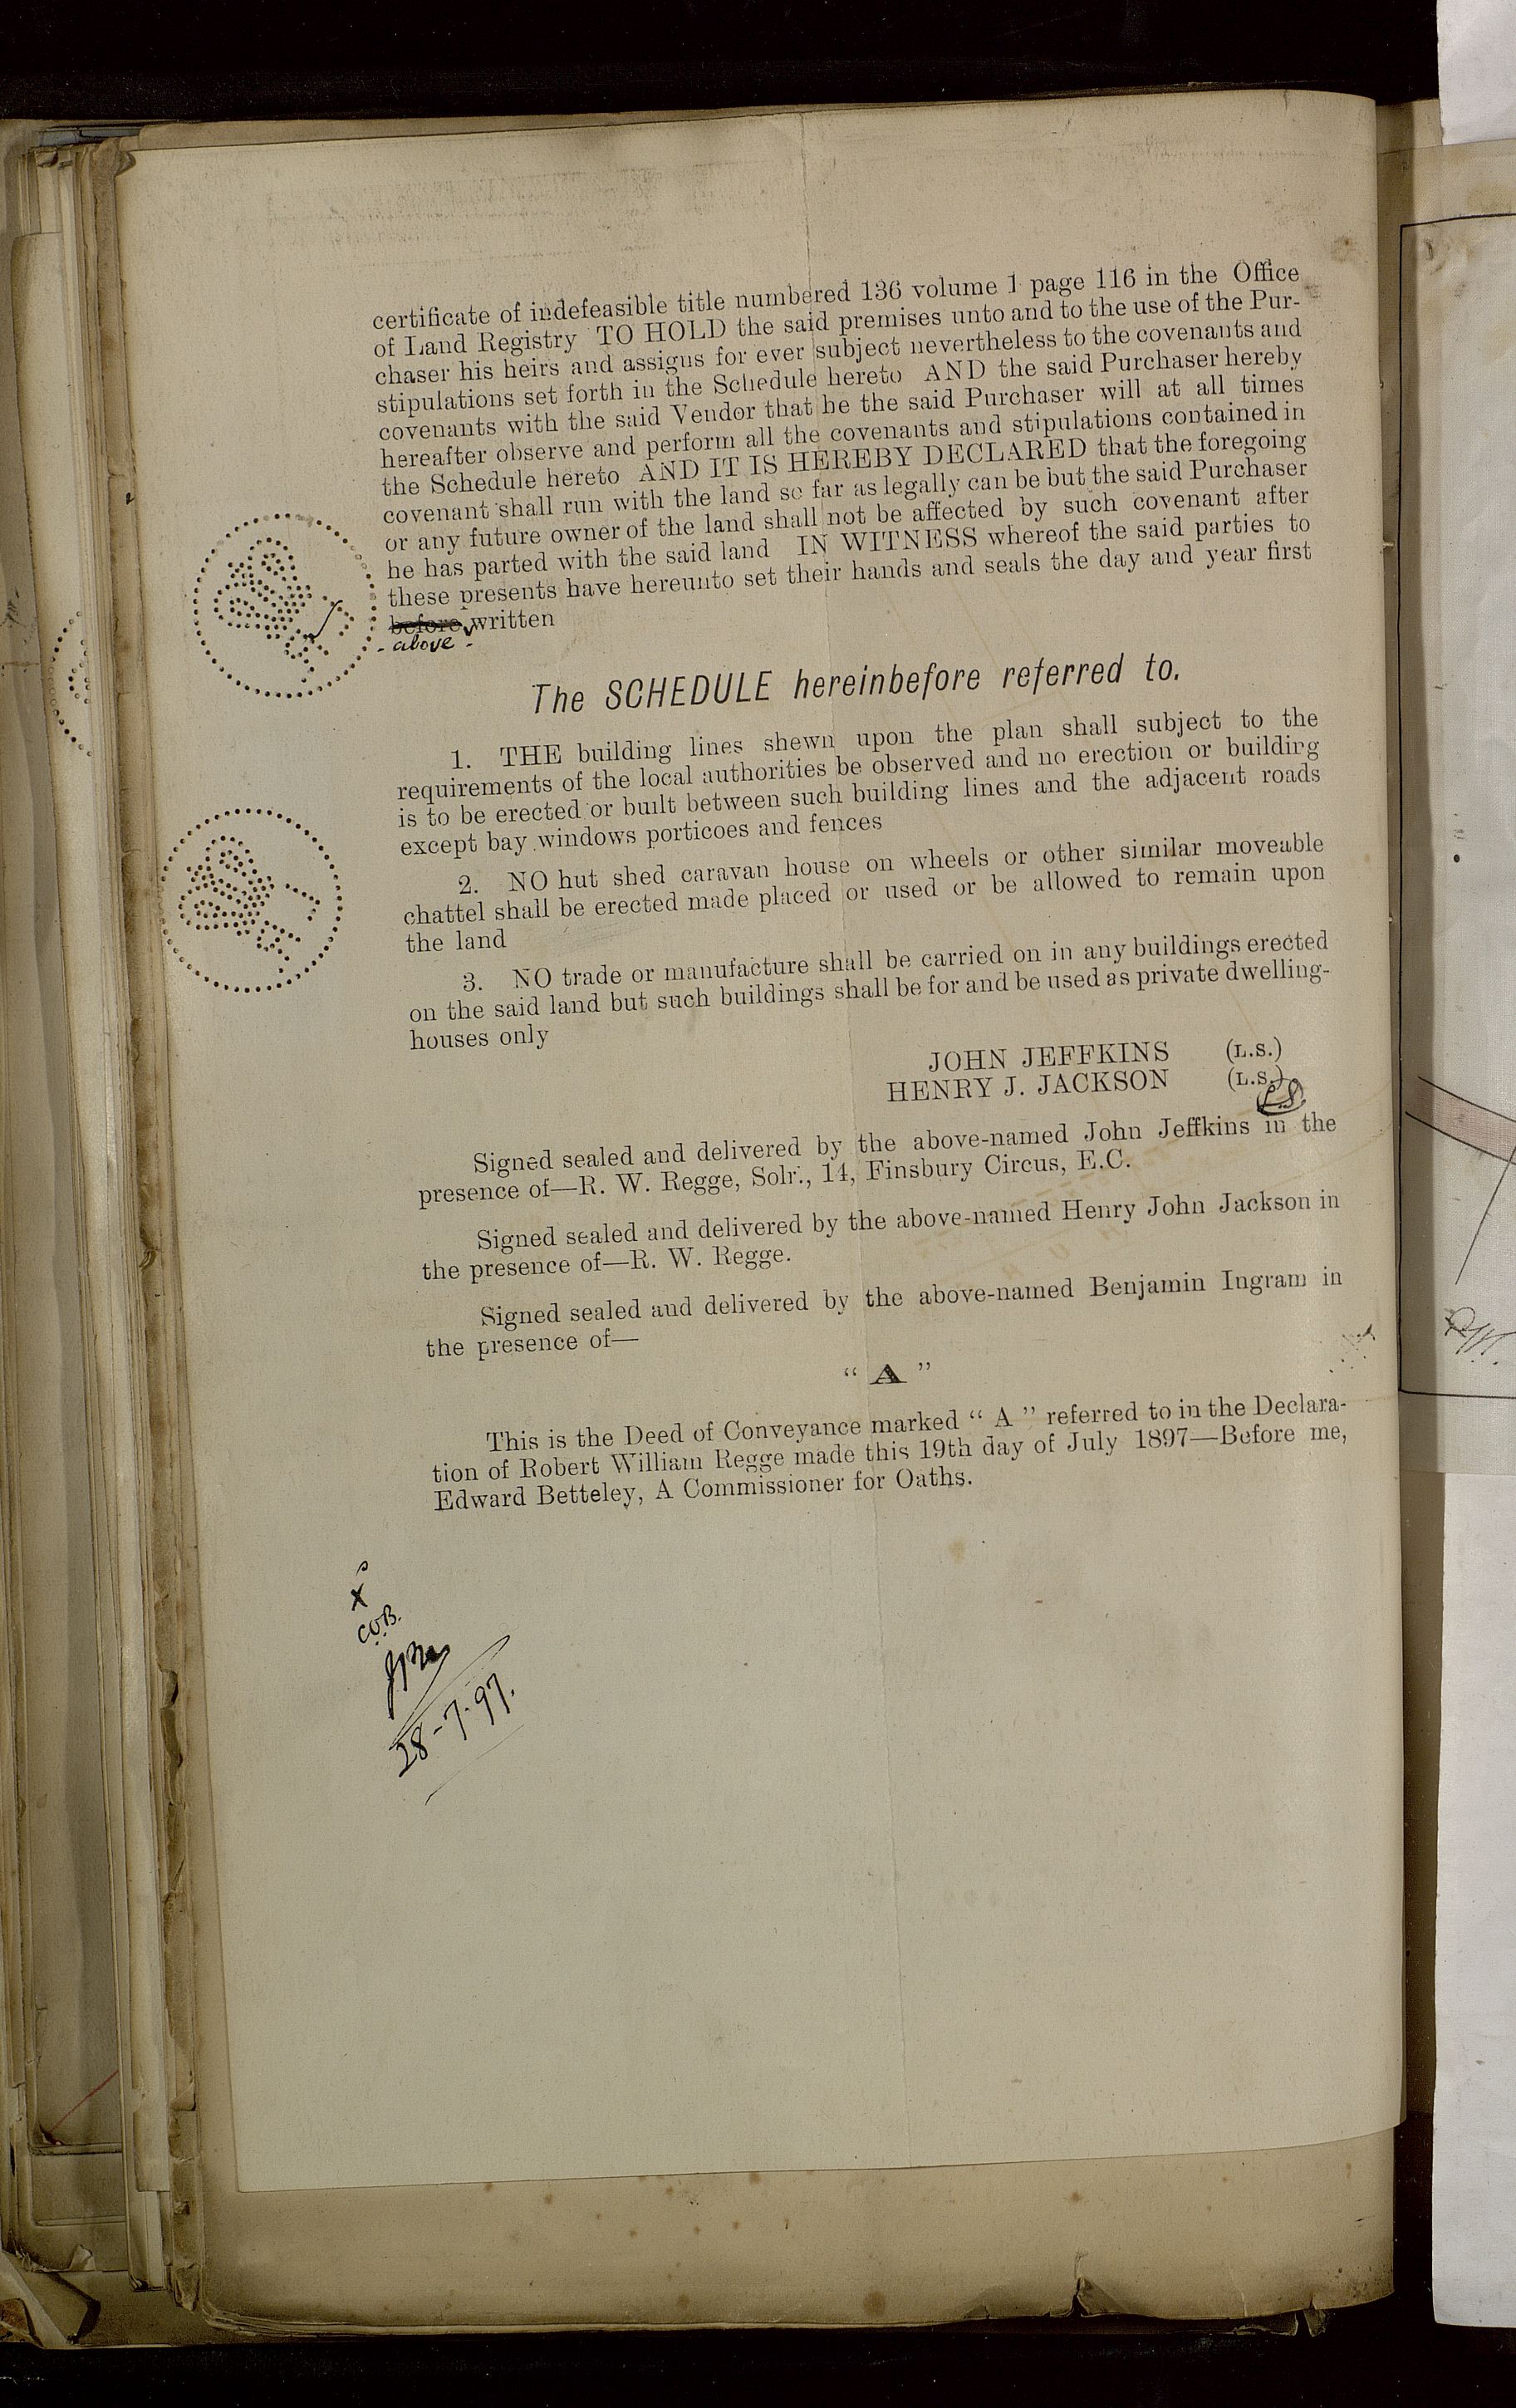 certificate of indefeasible title numbered 136 volume 1 page 116 in the Office
of Land Registry TO HOLD the said premises unto and to the use of the Pur-
chaser his heirs and assigns for ever subject nevertheless to the covenants and
stipulations set forth in the Schedule hereto AND the said Purchaser hereby
covenants with the said Vendor that he the said Purchaser will at all times
hereafter observe and perform all the covenants and stipulations contained in
the Schedule hereto AND IT IS HEREBY DECLARED that the foregoing
covenant shall run with the land so far as legally can be but the said Purchaser
or any future owner of the land shall not be affected by such covenant after
he has parted with the said land IN WITNESS whereof the said parties to
these presents have hereunto set their hands and seals the day and year first
before written
above
The SCHEDULE hereinbefore referred to.
1. THE building lines shewn upon the plan shall subject to the
requirements of the local authorities be observed and no erection or building
is to be erected or built between such building lines and the adjacent roads
except bay windows porticoes and fences
2. NO hut shed caravan house on wheels or other similar moveable
chattel shall be erected made placed or used or be allowed to remain upon
the land
3. NO trade or manufacture shall be carried on in any buildings erected
on the said land but such buildings shall be for and be used as private dwelling-
houses only
JOHN JEFFKINS (L.S.)
HENRY J. JACKSON (L.S.)
L.S.
Signed sealed and delivered by the above-named John Jeffkins in the
presence of—R. W. Regge, Solr., 14, Finsbury Circus, E.C.
Signed sealed and delivered by the above-named Henry John Jackson in
the presence of—R. W. Regge.
Signed sealed and delivered by the above-named Benjamin Ingram in
the presence of—
“ A ”
This is the Deed of Conveyance marked “ A ” referred to in the Declara-
tion of Robert William Regge made this 19th day of July 1897—Before me,
Edward Betteley, A Commissioner for Oaths.
x
C.O.B.
28-7-97.